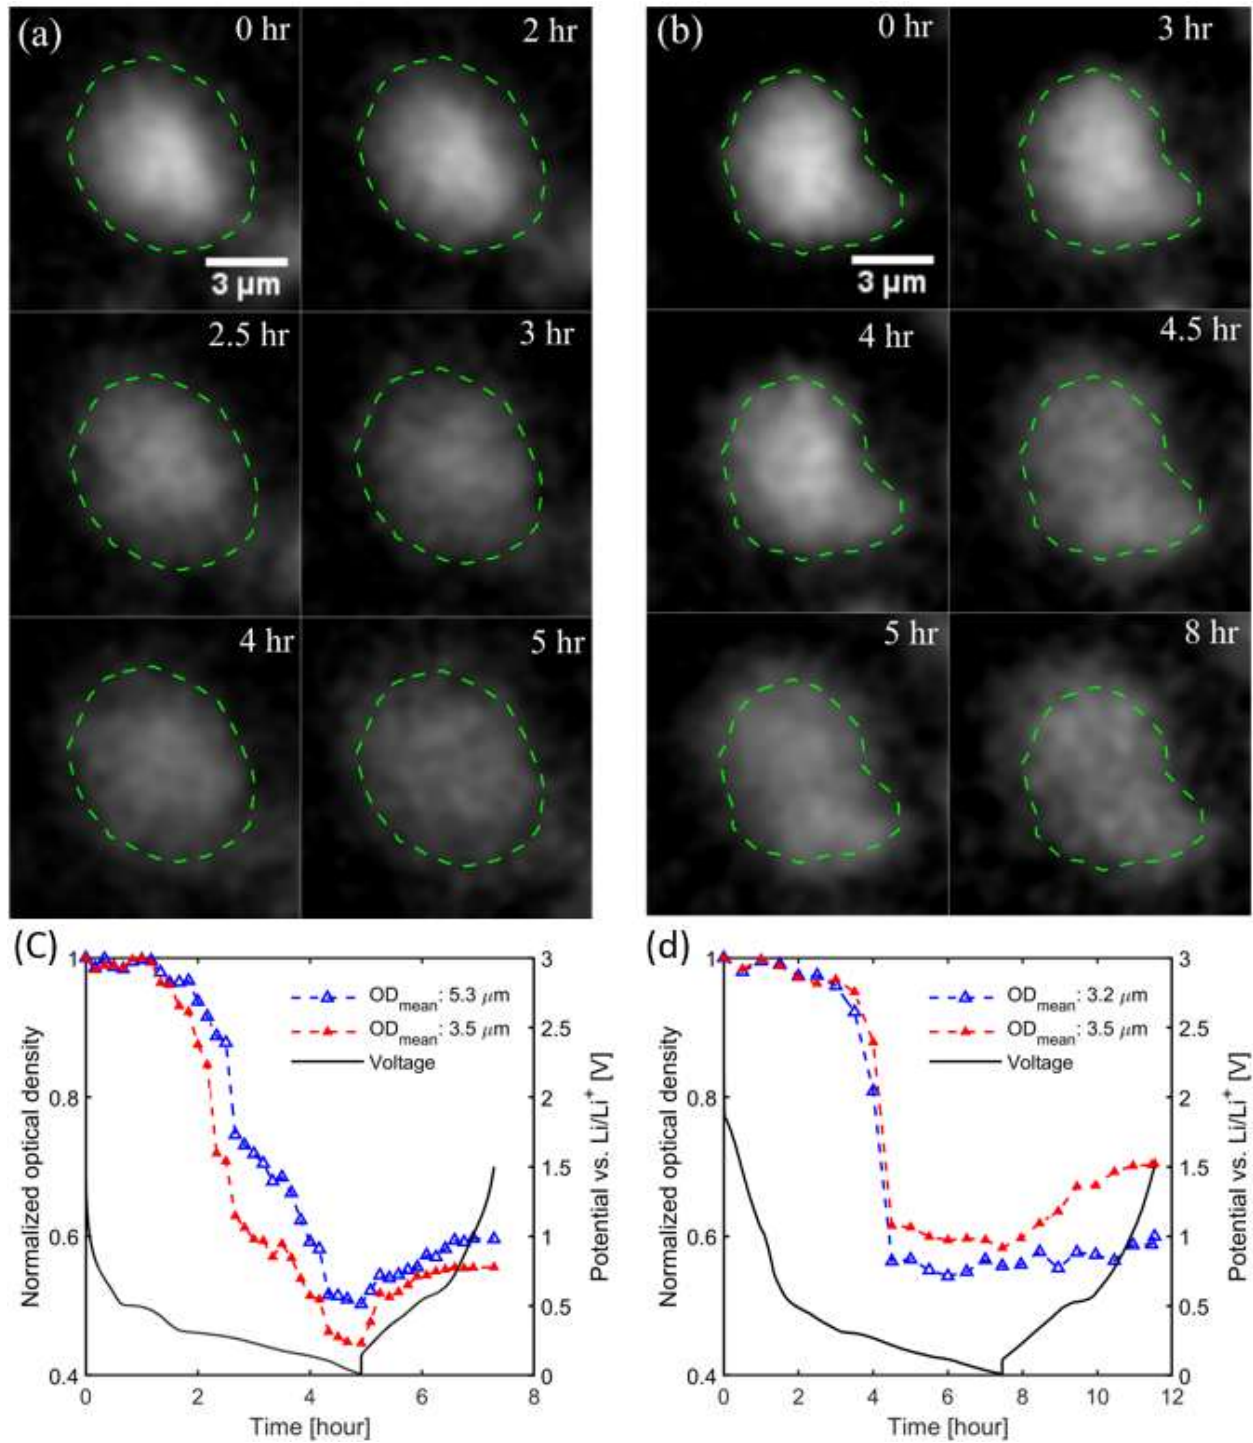 (a)
0 hr
2 hr
3 µm
2.5 hr
3 hr
4 hr
5 hr
(b)
0 hr
3 hr
3 µm
4 hr
4.5 hr
5 hr
8 hr
(C)
1
0.8
0.6
0.4
Normalized optical density
3
2.5
2
1.5
1
0.5
0
Potential vs. Li/Li+ [V]
ODmean: 5.3 µm
ODmean: 3.5 µm
Voltage
0 2 4 6 8
Time [hour]
(d)
1
0.8
0.6
0.4
Normalized optical density
3
2.5
2
1.5
1
0.5
0
Potential vs. Li/Li+ [V]
ODmean: 3.2 µm
ODmean: 3.5 µm
Voltage
0 2 4 6 8 10 12
Time [hour]